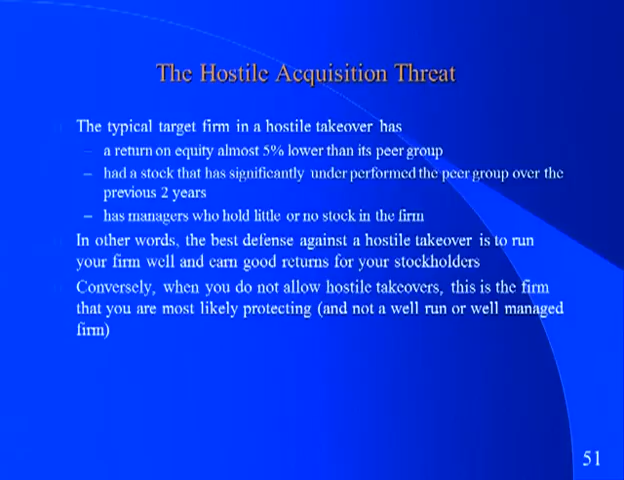 The Hostile Acquisition Threat
The typical target firm in a hostile takeover has
– a return on equity almost 5% lower than its peer group
– had a stock that has significantly under performed the peer group over the
previous 2 years
– has managers who hold little or no stock in the firm
In other words, the best defense against a hostile takeover is to run
your firm well and earn good returns for your stockholders
Conversely, when you do not allow hostile takeovers, this is the firm
that you are most likely protecting (and not a well run or well managed
firm)
51